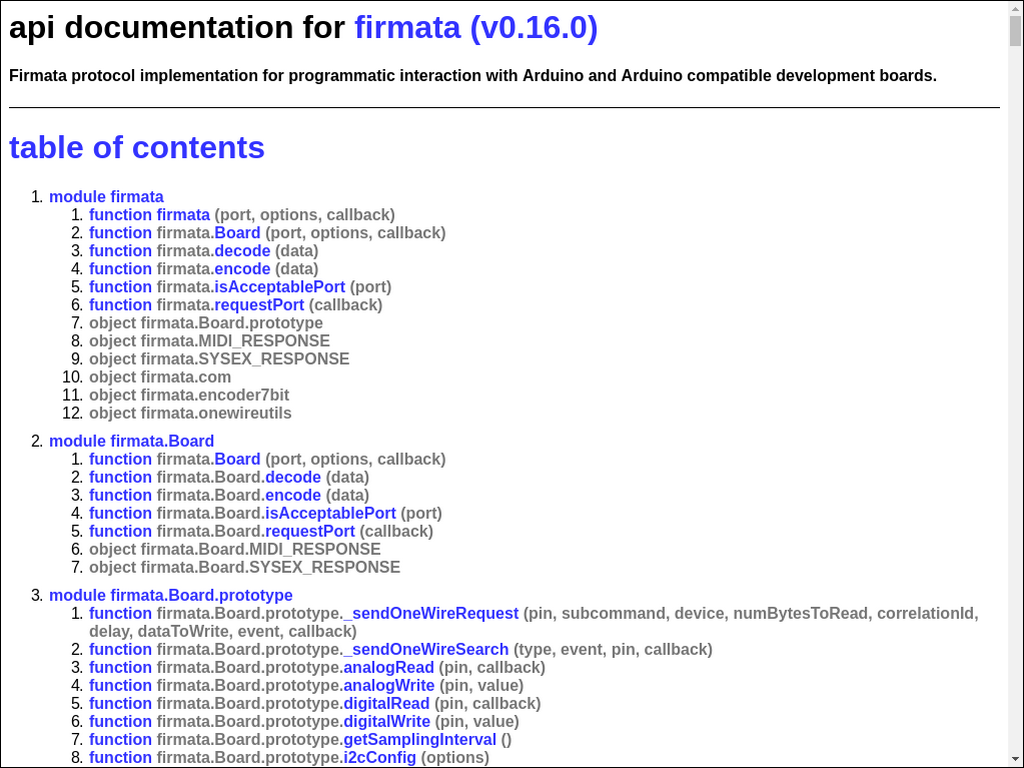 api documentation for firmata (v0.16.0)
Firmata protocol implementation for programmatic interaction with Arduino and Arduino compatible development boards.
table of contents
1. module firmata
1. function firmata (port, options, callback)
2. function firmata.Board (port, options, callback)
3. function firmata.decode (data)
4. function firmata.encode (data)
5. function firmata.isAcceptablePort (port)
6. function firmata.requestPort (callback)
7. object firmata.Board.prototype
8. object firmata.MIDI_RESPONSE
9. object firmata.SYSEX_RESPONSE
10. object firmata.com
11. object firmata.encoder7bit
12. object firmata.onewireutils
2. module firmata.Board
1. function firmata.Board (port, options, callback)
2. function firmata.Board.decode (data)
3. function firmata.Board.encode (data)
4. function firmata.Board.isAcceptablePort (port)
5. function firmata.Board.requestPort (callback)
6. object firmata.Board.MIDI_RESPONSE
7. object firmata.Board.SYSEX_RESPONSE
3. module firmata.Board.prototype
1. function firmata.Board.prototype._sendOneWireRequest (pin, subcommand, device, numBytesToRead, correlationId,
delay, dataToWrite, event, callback)
2. function firmata.Board.prototype._sendOneWireSearch (type, event, pin, callback)
3. function firmata.Board.prototype.analogRead (pin, callback)
4. function firmata.Board.prototype.analogWrite (pin, value)
5. function firmata.Board.prototype.digitalRead (pin, callback)
6. function firmata.Board.prototype.digitalWrite (pin, value)
7. function firmata.Board.prototype.getSamplingInterval ()
8. function firmata.Board.prototype.i2cConfig (options)